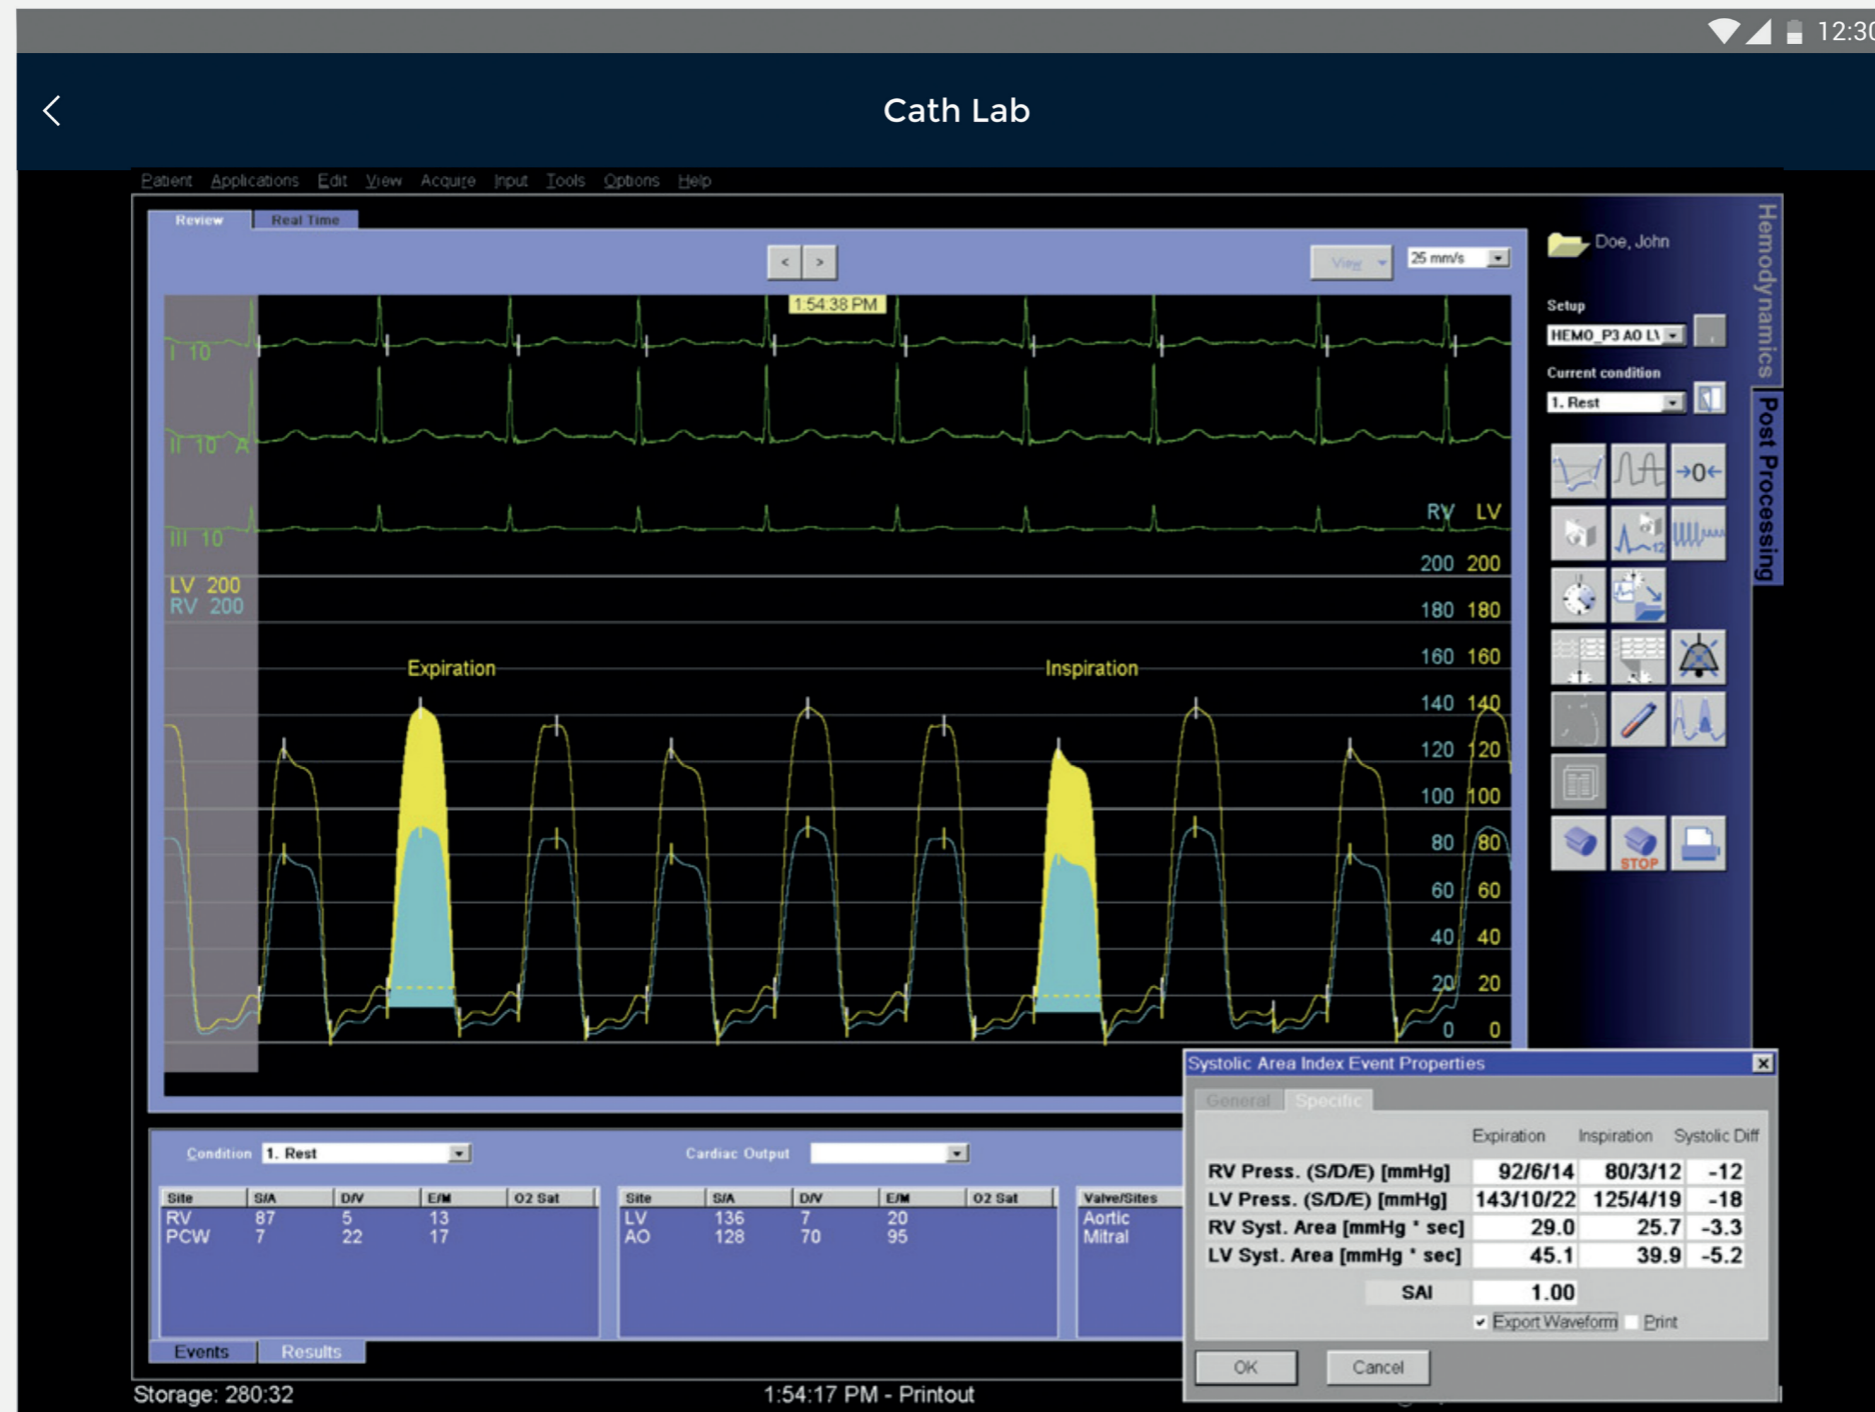 12:30
Cath Lab
Patient Applications Edit View Acquire Input Tools Options Help
Review Real Time
< > View 25 mm/s
1:54:38 PM
I 10
II 10 A
III 10
LV 200
RV 200
RV LV
200 200
180 180
160 160
140 140
120 120
100 100
80 80
60 60
40 40
20 20
0 0
Expiration Inspiration
Doe, John
Setup
HEMO_P3 AO LV
Current condition
1. Rest
→0←
12
STOP
Hemodynamics
Post Processing
Condition 1. Rest Cardiac Output
Site S/A D/V E/M O2 Sat Site S/A D/V E/M O2 Sat Valve/Sites
RV 87 5 13 LV 136 7 20 Aortic
PCW 7 22 17 AO 128 70 95 Mitral
Events Results
Storage: 280:32 1:54:17 PM - Printout
Systolic Area Index Event Properties
General Specific
Expiration Inspiration Systolic Diff
RV Press. (S/D/E) [mmHg] 92/6/14 80/3/12 -12
LV Press. (S/D/E) [mmHg] 143/10/22 125/4/19 -18
RV Syst. Area [mmHg * sec] 29.0 25.7 -3.3
LV Syst. Area [mmHg * sec] 45.1 39.9 -5.2
SAI 1.00
Export Waveform Print
OK Cancel